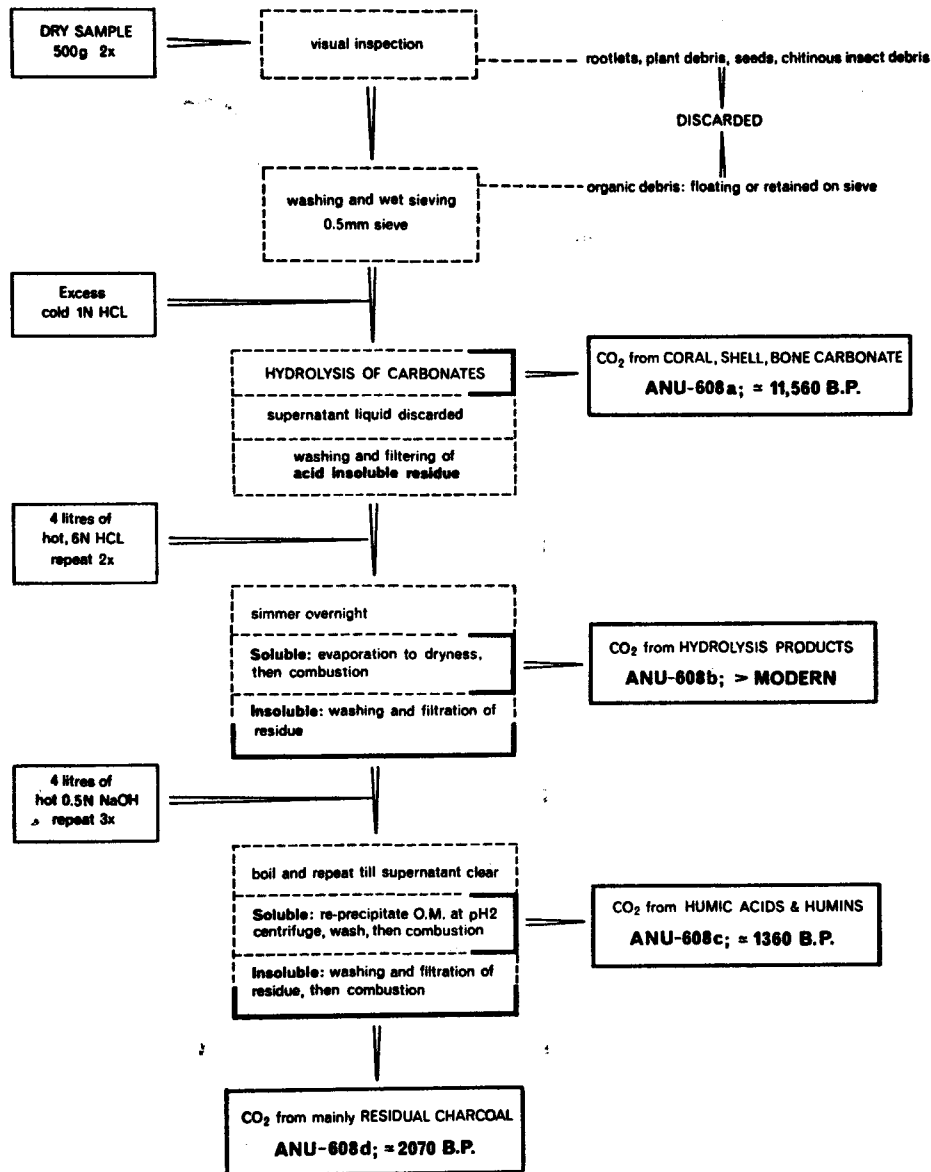 DRY SAMPLE
500g 2x
visual inspection
rootlets, plant debris, seeds, chitinous insect debris
DISCARDED
organic debris: floating or retained on sieve
washing and wet sieving
0.5mm sieve
Excess
cold 1N HCL
HYDROLYSIS OF CARBONATES
supernatant liquid discarded
washing and filtering of
acid insoluble residue
CO₂ from CORAL, SHELL, BONE CARBONATE
ANU-608a; ≃ 11,560 B.P.
4 litres of
hot, 6N HCL
repeat 2x
simmer overnight
Soluble: evaporation to dryness,
then combustion
Insoluble: washing and filtration of
residue
CO₂ from HYDROLYSIS PRODUCTS
ANU-608b; > MODERN
4 litres of
hot 0.5N NaOH
repeat 3x
boil and repeat till supernatant clear
Soluble: re-precipitate O.M. at pH2
centrifuge, wash, then combustion
Insoluble: washing and filtration of
residue, then combustion
CO₂ from HUMIC ACIDS & HUMINS
ANU-608c; ≃ 1360 B.P.
CO₂ from mainly RESIDUAL CHARCOAL
ANU-608d; ≃ 2070 B.P.